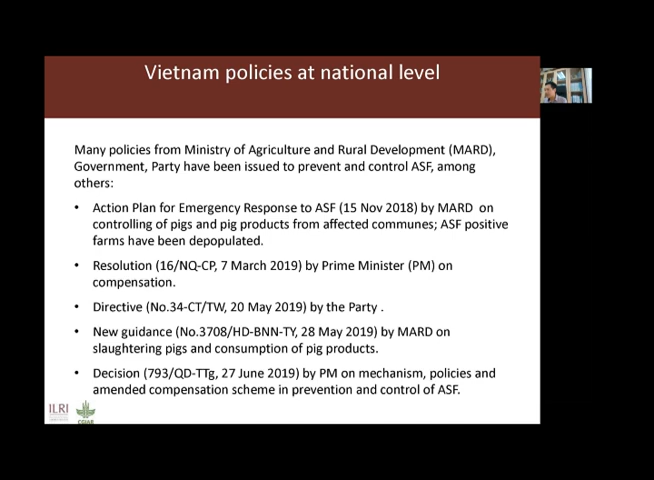 Vietnam policies at national level
Many policies from Ministry of Agriculture and Rural Development (MARD),
Government, Party have been issued to prevent and control ASF, among
others:
• Action Plan for Emergency Response to ASF (15 Nov 2018) by MARD on
controlling of pigs and pig products from affected communes; ASF positive
farms have been depopulated.
• Resolution (16/NQ-CP, 7 March 2019) by Prime Minister (PM) on
compensation.
• Directive (No.34-CT/TW, 20 May 2019) by the Party .
• New guidance (No.3708/HD-BNN-TY, 28 May 2019) by MARD on
slaughtering pigs and consumption of pig products.
• Decision (793/QD-TTg, 27 June 2019) by PM on mechanism, policies and
amended compensation scheme in prevention and control of ASF.
ILRI
CGIAR